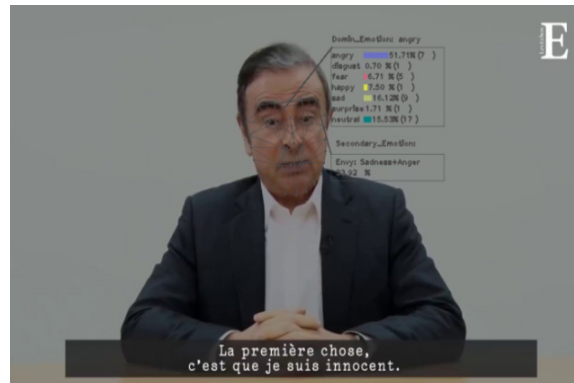 E
Domin_Emotion: angry
angry 51.71% (7 )
disgust 0.70 % (1 )
fear 6.71 % (5 )
happy 7.50 % (1 )
sad 16.12% (9 )
surprise 1.71 % (1 )
neutral 15.53% (17 )
Secondary_Emotion:
Envy: Sadness+Anger
%
La première chose,
c'est que je suis innocent.